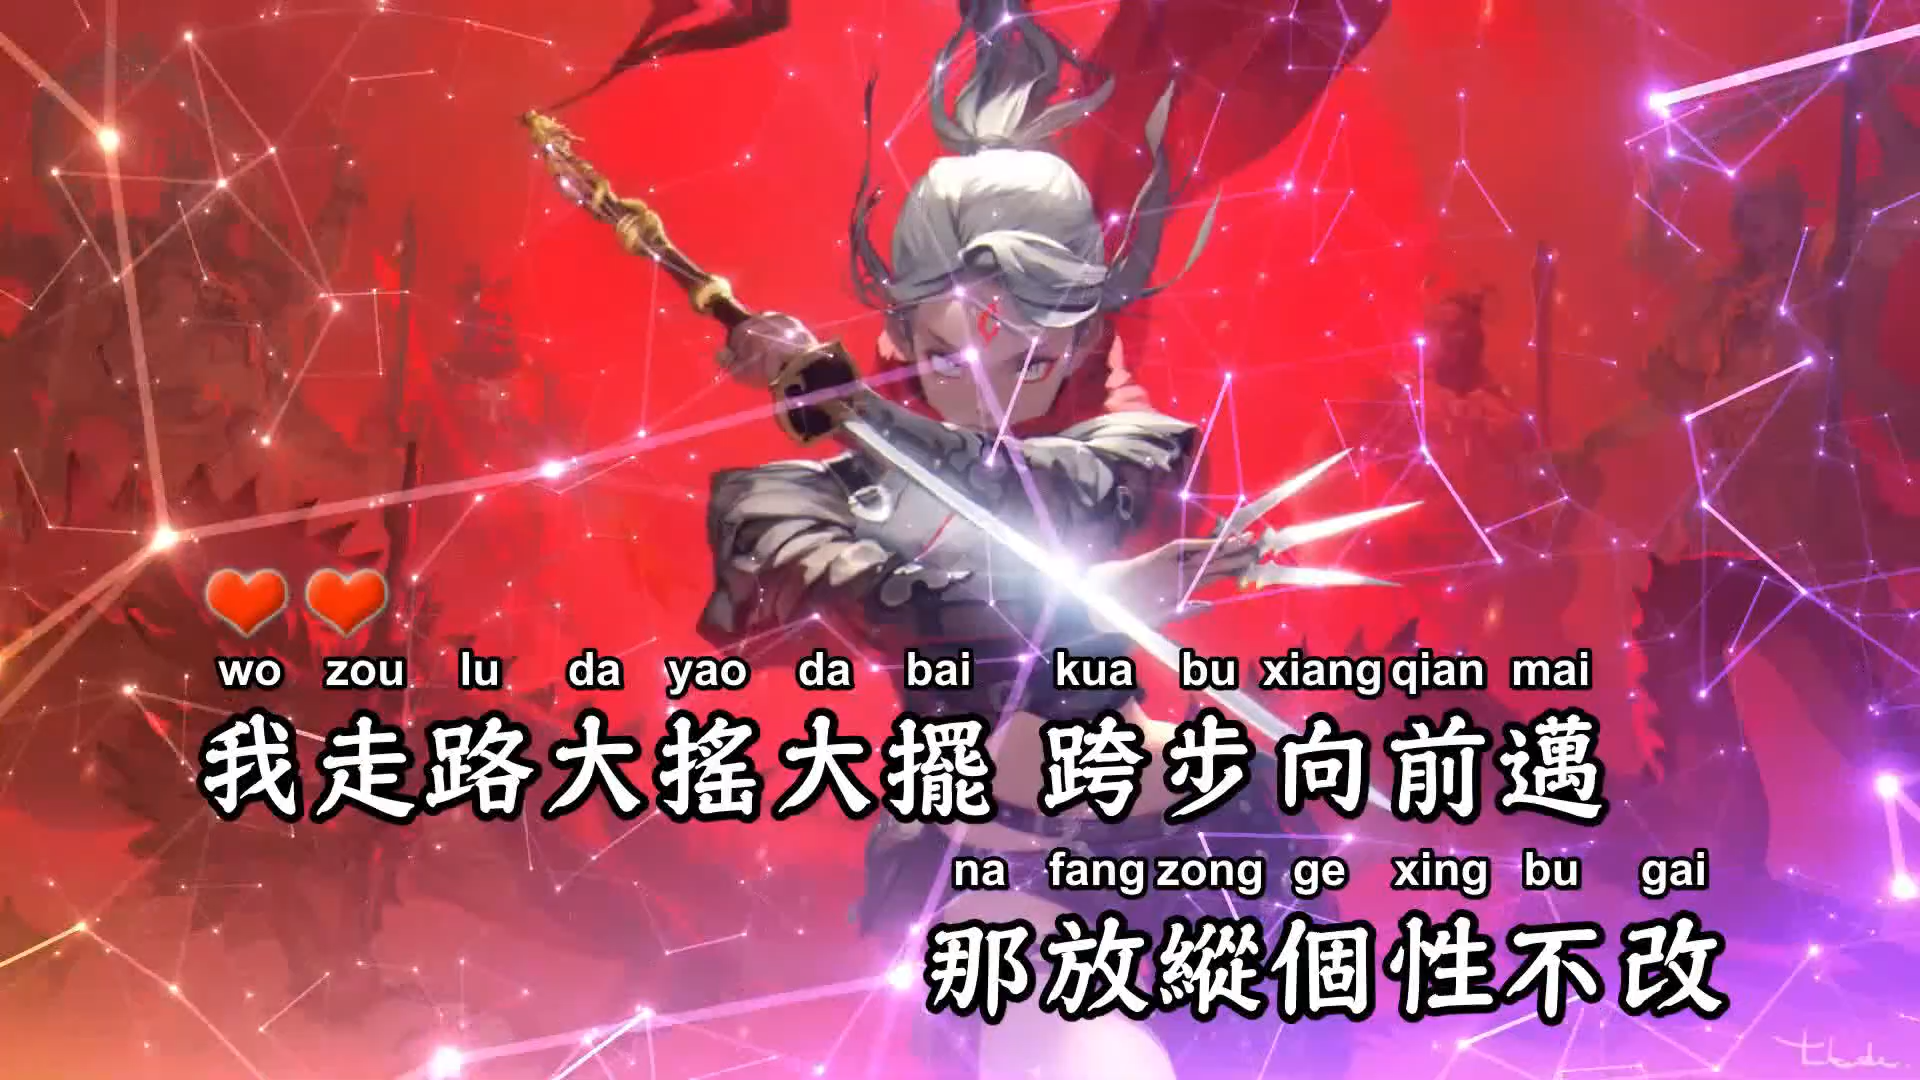 wo zou lu da yao da bai kua bu xiang qian mai
我走路大搖大擺 跨步向前邁
na fang zong ge xing bu gai
那放縱個性不改